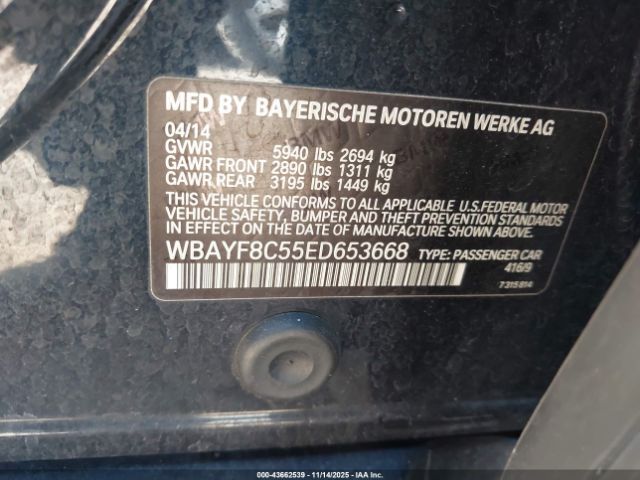 MFD BY BAYERISCHE MOTOREN WERKE AG
04/14
GVWR 5940 lbs 2694 kg
GAWR FRONT 2890 lbs 1311 kg
GAWR REAR 3195 lbs 1449 kg
THIS VEHICLE CONFORMS TO ALL APPLICABLE U.S.FEDERAL MOTOR
VEHICLE SAFETY, BUMPER AND THEFT PREVENTION STANDARDS
IN EFFECT ON THE DATE OF MANUFACTURE SHOWN ABOVE.
WBAYF8C55ED653668 TYPE: PASSENGER CAR
416/9
7 315 814
000-43662539 - 11/14/2025 - IAA Inc.